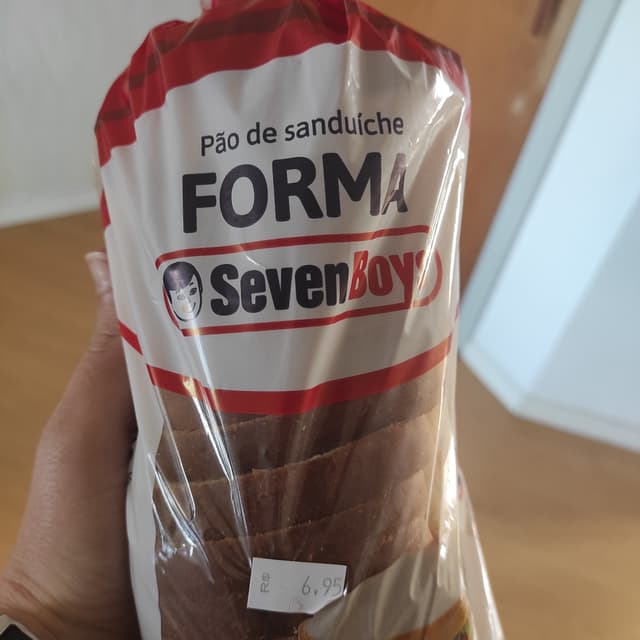 Pão de sanduíche
FORMA
SevenBoys
R$ 6,95